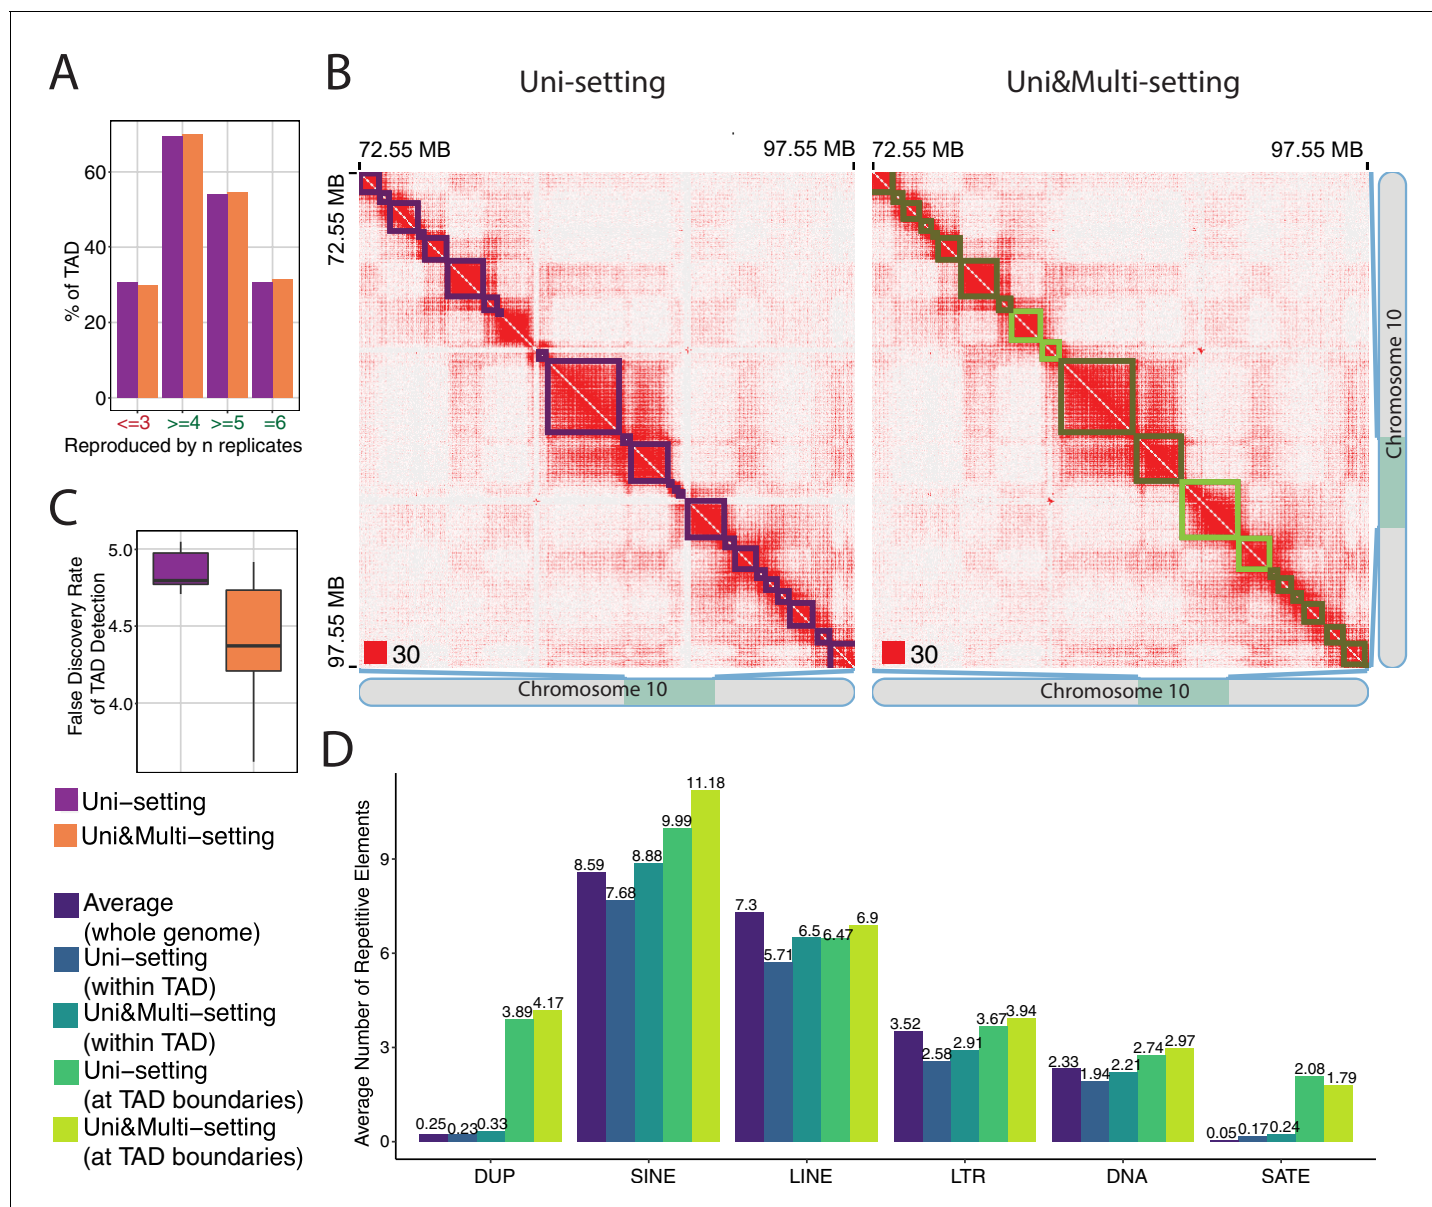 A
% of TAD
60
40
20
0
<=3 >=4 >=5 =6
Reproduced by n replicates
B
Uni-setting
Uni&Multi-setting
72.55 MB 97.55 MB
72.55 MB 97.55 MB
72.55 MB
97.55 MB
30
30
Chromosome 10
Chromosome 10
Chromosome 10
C
False Discovery Rate
of TAD Detection
5.0
4.5
4.0
Uni-setting
Uni&Multi-setting
Average
(whole genome)
Uni-setting
(within TAD)
Uni&Multi-setting
(within TAD)
Uni-setting
(at TAD boundaries)
Uni&Multi-setting
(at TAD boundaries)
D
Average Number of Repetitive Elements
9
6
3
0
0.25 0.23 0.33 3.89 4.17
8.59 7.68 8.88 9.99 11.18
7.3 5.71 6.5 6.47 6.9
3.52 2.58 2.91 3.67 3.94
2.33 1.94 2.21 2.74 2.97
0.05 0.17 0.24 2.08 1.79
DUP SINE LINE LTR DNA SATE